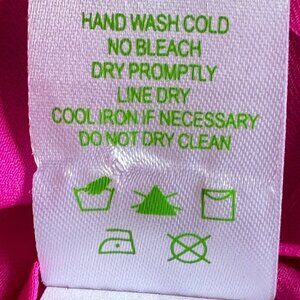 HAND WASH COLD
NO BLEACH
DRY PROMPTLY
LINE DRY
COOL IRON IF NECESSARY
DO NOT DRY CLEAN